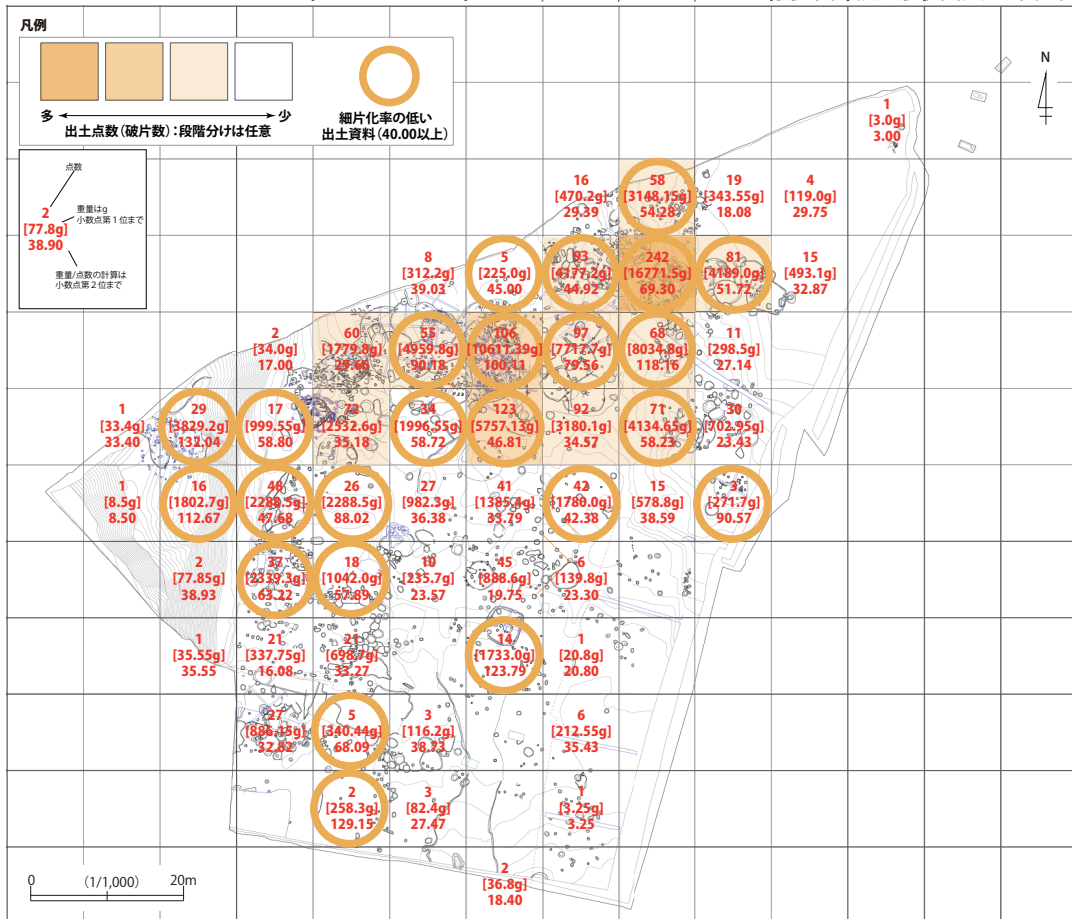 凡例
多
少
出土点数(破片数):段階分けは任意
細片化率の低い
出土資料(40.00以上)
N
点数
2
[77.8g]
38.90
重量はg
小数点第1位まで
重量/点数の計算は
小数点第2位まで
1
[3.0g]
3.00
16
[470.2g]
29.39
58
[3148.15g]
54.28
19
[343.55g]
18.08
4
[119.0g]
29.75
8
[312.2g]
39.03
5
[225.0g]
45.00
93
[4177.2g]
44.92
242
[16771.5g]
69.30
81
[4189.0g]
51.72
15
[493.1g]
32.87
2
[34.0g]
17.00
60
[1779.8g]
29.66
55
[4959.8g]
90.18
106
[10611.39g]
100.11
97
[7717.7g]
79.56
68
[8034.8g]
118.16
11
[298.5g]
27.14
1
[33.4g]
33.40
29
[3829.2g]
132.04
17
[999.55g]
58.80
72
[2532.6g]
35.18
34
[1996.55g]
58.72
123
[5757.13g]
46.81
92
[3180.1g]
34.57
71
[4134.65g]
58.23
30
[702.95g]
23.43
1
[8.5g]
8.50
16
[1802.7g]
112.67
48
[2288.5g]
47.68
26
[2288.5g]
88.02
27
[982.3g]
36.38
41
[1385.4g]
33.79
42
[1780.0g]
42.38
15
[578.8g]
38.59
3
[271.7g]
90.57
2
[77.85g]
38.93
37
[2339.3g]
63.22
18
[1042.0g]
57.89
10
[235.7g]
23.57
45
[888.6g]
19.75
6
[139.8g]
23.30
1
[35.55g]
35.55
21
[337.75g]
16.08
21
[698.7g]
33.27
14
[1733.0g]
123.79
1
[20.8g]
20.80
27
[886.15g]
32.82
5
[340.44g]
68.09
3
[116.2g]
38.73
6
[212.55g]
35.43
2
[258.3g]
129.15
3
[82.4g]
27.47
1
[3.25g]
3.25
2
[36.8g]
18.40
0
(1/1,000)
20m